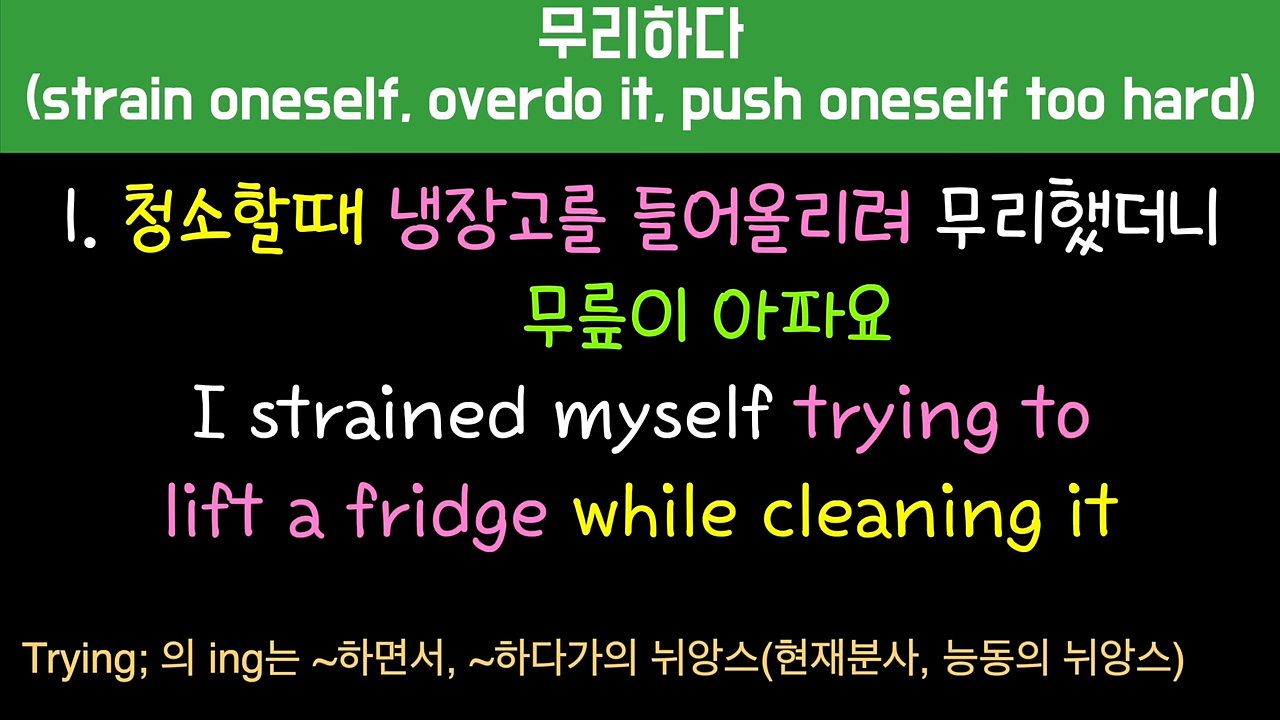 무리하다
(strain oneself, overdo it, push oneself too hard)
1. 청소할때 냉장고를 들어올리려 무리했더니
무릎이 아파요
I strained myself trying to
lift a fridge while cleaning it
Trying; 의 ing는 ~하면서, ~하다가의 뉘앙스(현재분사, 능동의 뉘앙스)